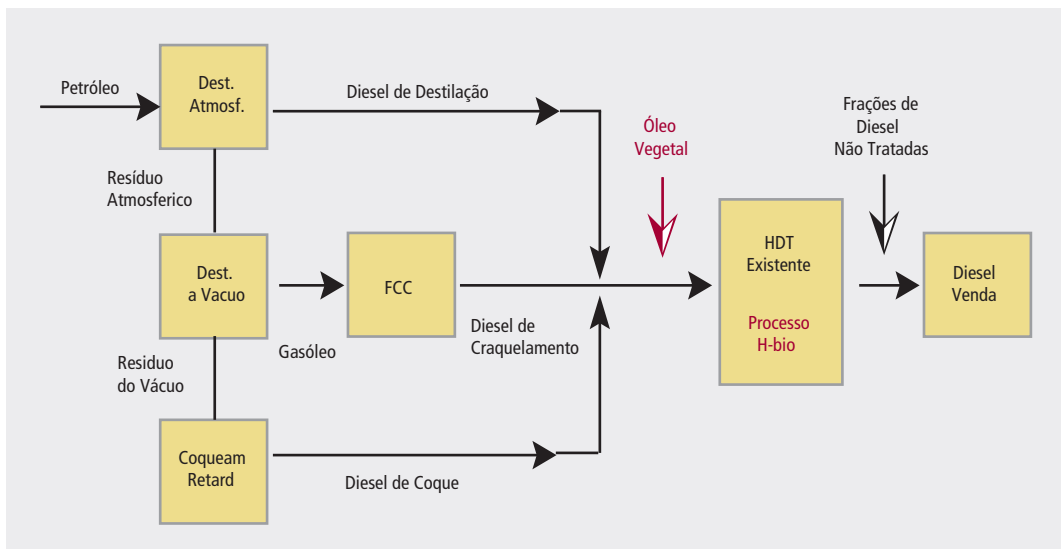 Petróleo
Dest.
Atmosf.
Diesel de Destilação
Óleo
Vegetal
Frações de
Diesel
Não Tratadas
Resíduo
Atmosferico
Dest.
a Vacuo
Gasóleo
FCC
Diesel de
Craquelamento
HDT
Existente
Processo
H-bio
Diesel
Venda
Residuo
do Vácuo
Coqueam
Retard
Diesel de Coque